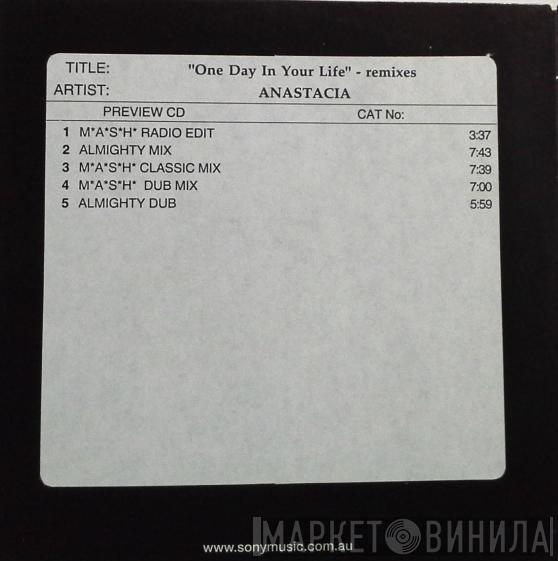 TITLE: "One Day In Your Life" - remixes
ARTIST: ANASTACIA
PREVIEW CD CAT No:
1 M*A*S*H* RADIO EDIT 3:37
2 ALMIGHTY MIX 7:43
3 M*A*S*H* CLASSIC MIX 7:39
4 M*A*S*H* DUB MIX 7:00
5 ALMIGHTY DUB 5:59
МАРКЕТ ВИНИЛА
www.sonymusic.com.au